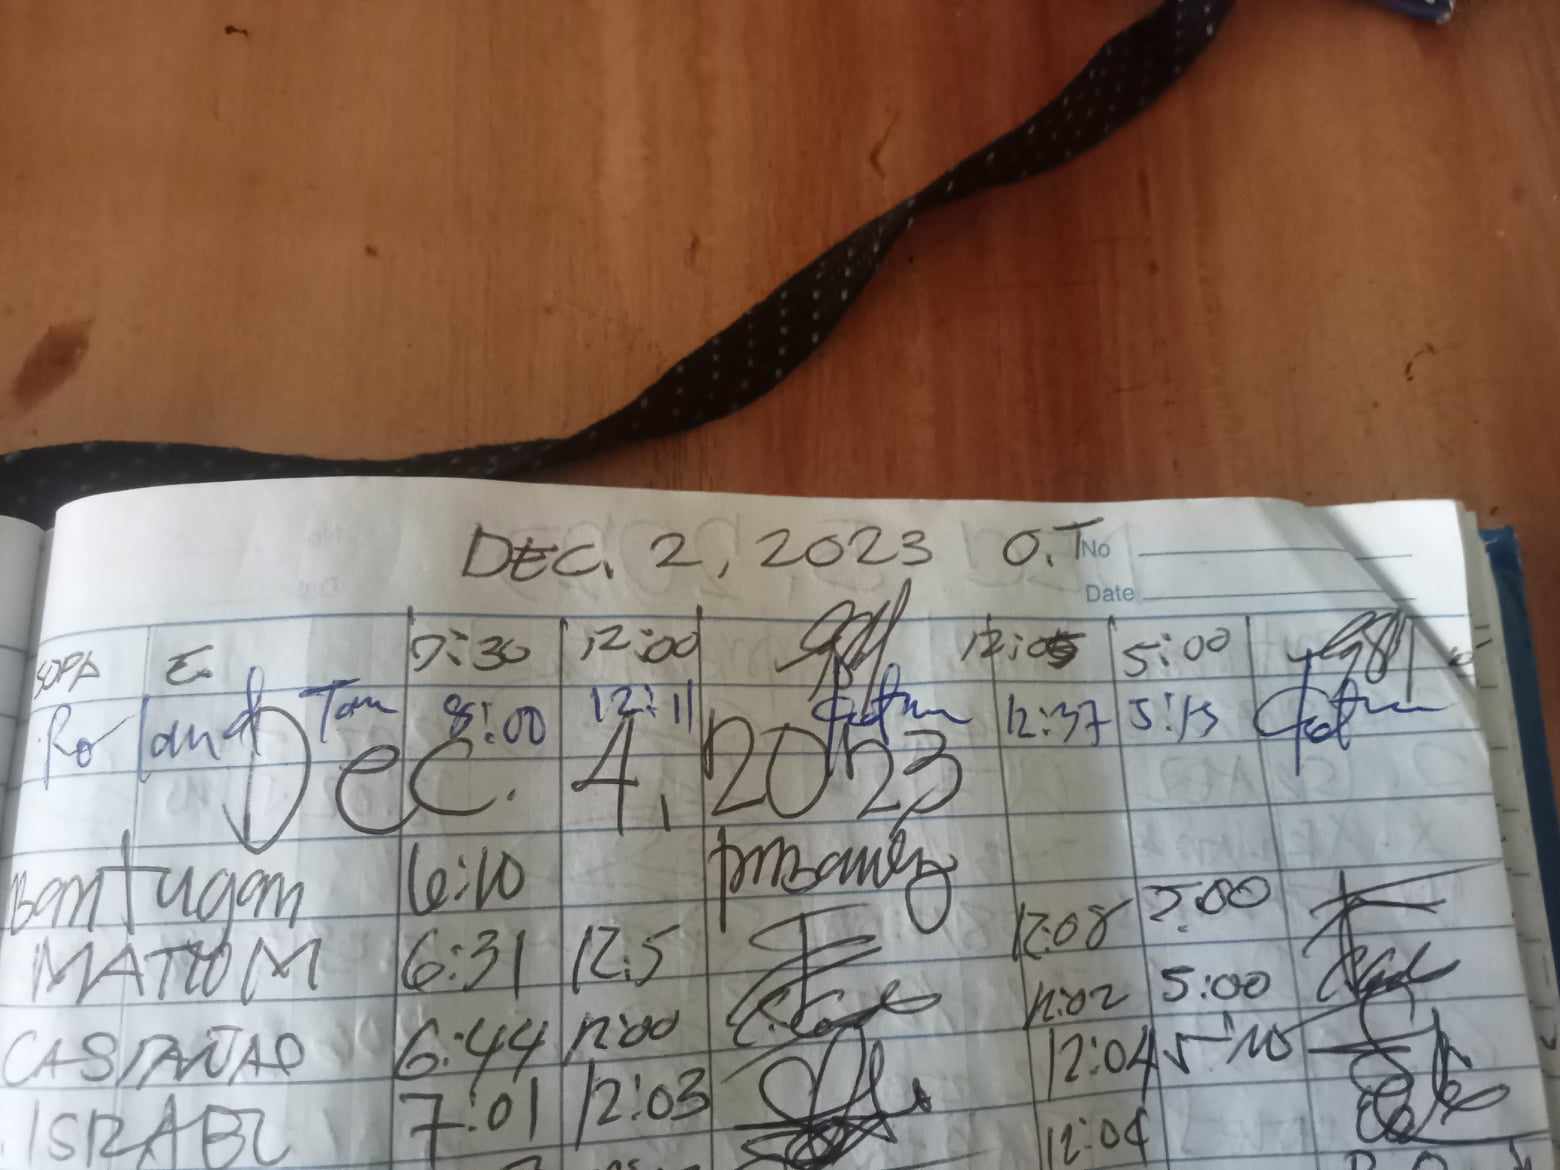 DEC. 2, 2023 O.T No
Date
SOPA E. 7:30 12:00 12:05 5:00
Roland Tan 8:00 12:11 12:37 5:15
Dec. 4, 2023
Bantugan 6:10
MATUOM 6:31 12:5 12:08 5:00
CASTAÑAO 6:44 12:00 12:02 5:00
ISRAEL 7:01 12:03 12:04
12:04